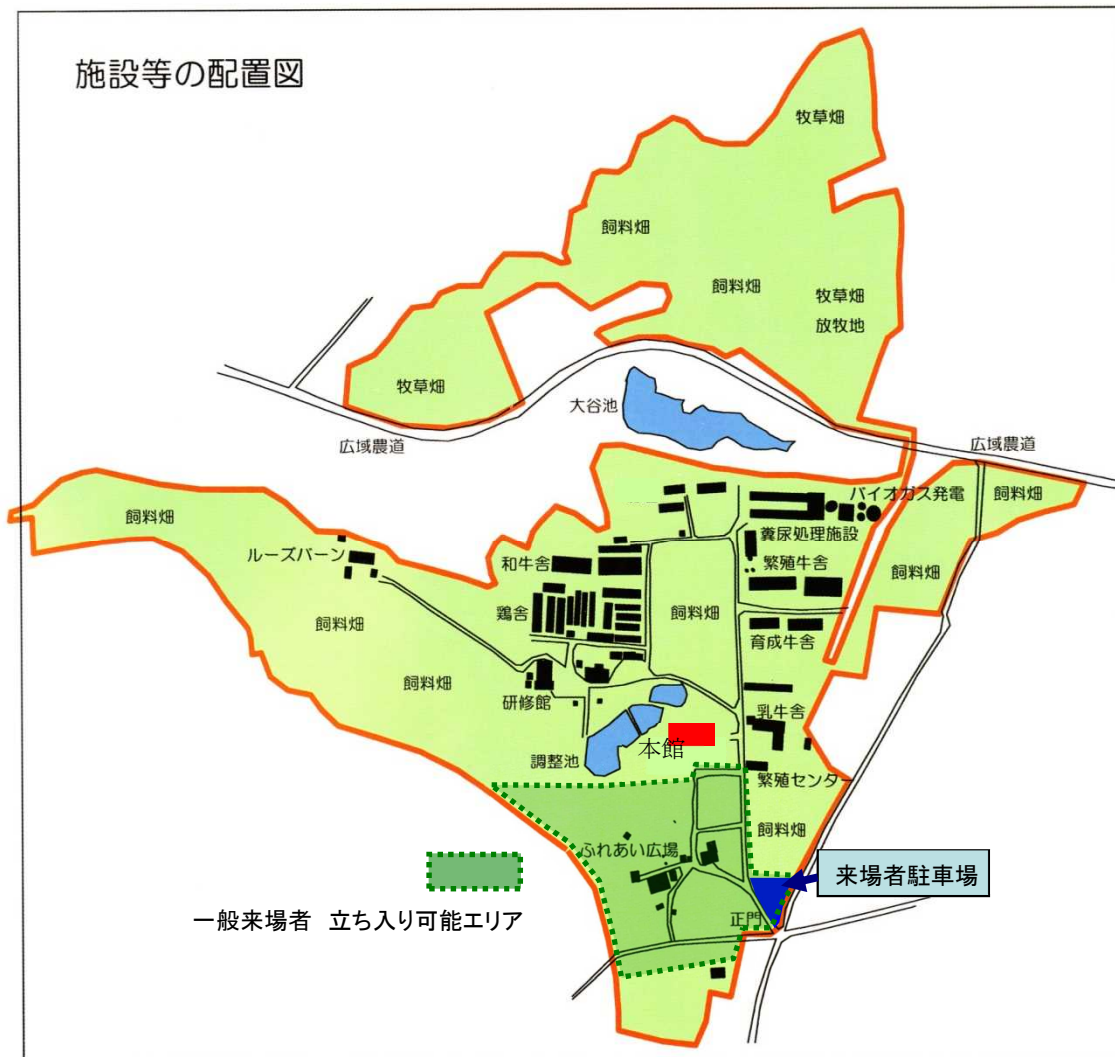 施設等の配置図
牧草畑
飼料畑
飼料畑
牧草畑
放牧地
牧草畑
大谷池
広域農道
広域農道
バイオガス発電
飼料畑
飼料畑
糞尿処理施設
ルーズバーン
和牛舎
繁殖牛舎
飼料畑
鶏舎
飼料畑
飼料畑
育成牛舎
飼料畑
研修館
乳牛舎
調整池
本館
繁殖センター
飼料畑
ふれあい広場
来場者駐車場
一般来場者 立ち入り可能エリア
正門